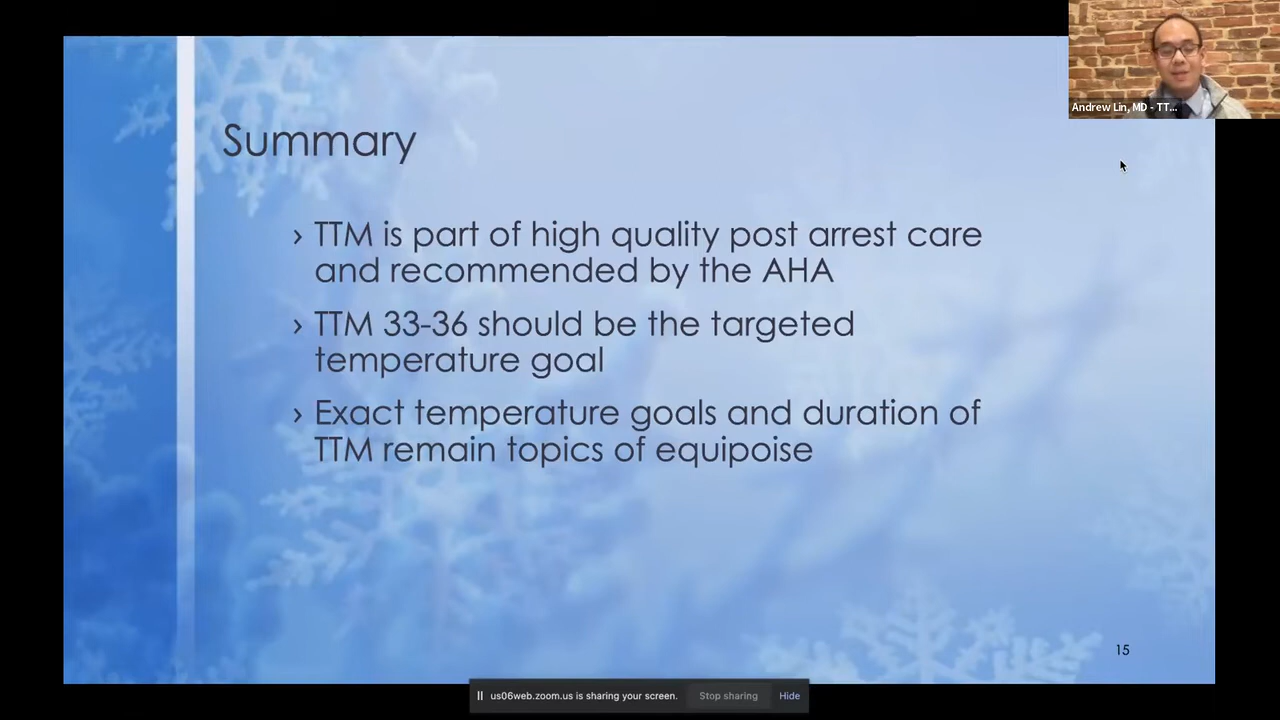 Andrew Lin, MD - TT...
Summary
› TTM is part of high quality post arrest care
and recommended by the AHA
› TTM 33-36 should be the targeted
temperature goal
› Exact temperature goals and duration of
TTM remain topics of equipoise
15
us06web.zoom.us is sharing your screen.
Stop sharing
Hide